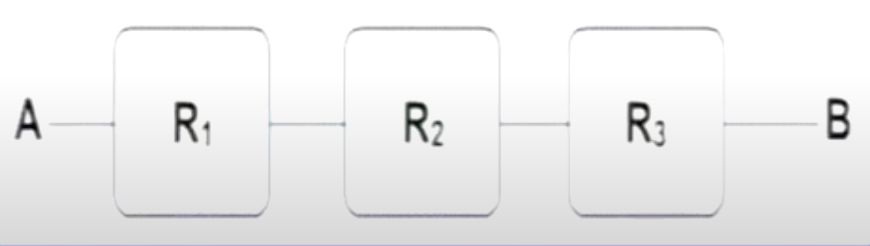 A R₁ R₂ R₃ B